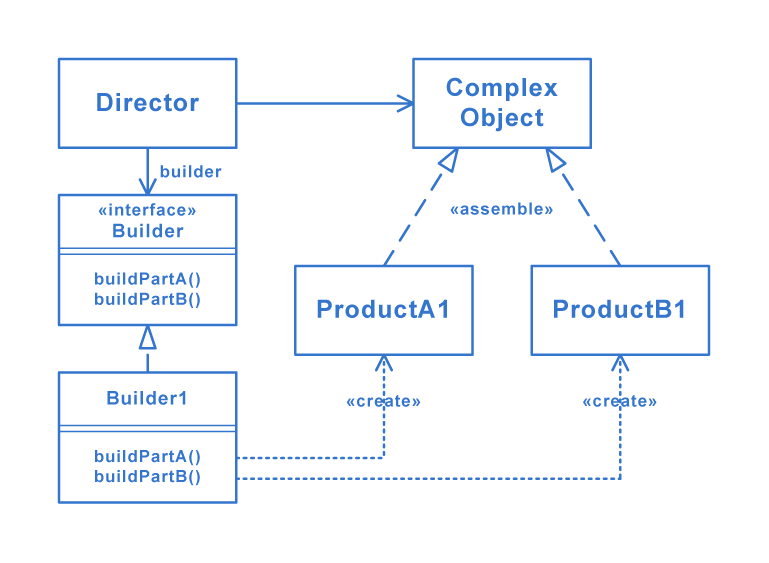 Director
Complex
Object
builder
«interface»
Builder
«assemble»
buildPartA()
buildPartB()
ProductA1
ProductB1
Builder1
«create»
«create»
buildPartA()
buildPartB()